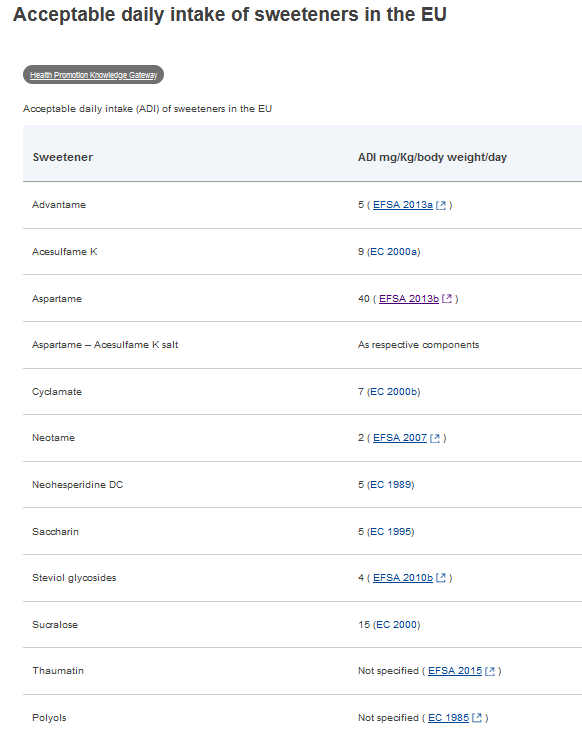 Acceptable daily intake of sweeteners in the EU
Health Promotion Knowledge Gateway
Acceptable daily intake (ADI) of sweeteners in the EU
Sweetener ADI mg/Kg/body weight/day
Advantame 5 ( EFSA 2013a )
Acesulfame K 9 (EC 2000a)
Aspartame 40 ( EFSA 2013b )
Aspartame – Acesulfame K salt As respective components
Cyclamate 7 (EC 2000b)
Neotame 2 ( EFSA 2007 )
Neohesperidine DC 5 (EC 1989)
Saccharin 5 (EC 1995)
Steviol glycosides 4 ( EFSA 2010b )
Sucralose 15 (EC 2000)
Thaumatin Not specified ( EFSA 2015 )
Polyols Not specified ( EC 1985 )